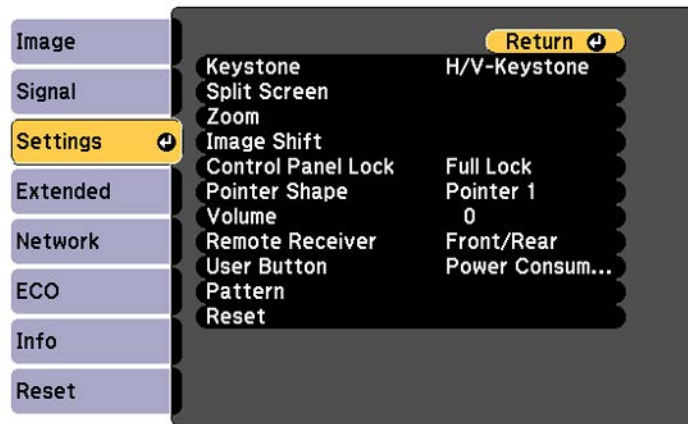 Image
Signal
Settings
Extended
Network
ECO
Info
Reset
Return
Keystone H/V-Keystone
Split Screen
Zoom
Image Shift
Control Panel Lock Full Lock
Pointer Shape Pointer 1
Volume 0
Remote Receiver Front/Rear
User Button Power Consum...
Pattern
Reset